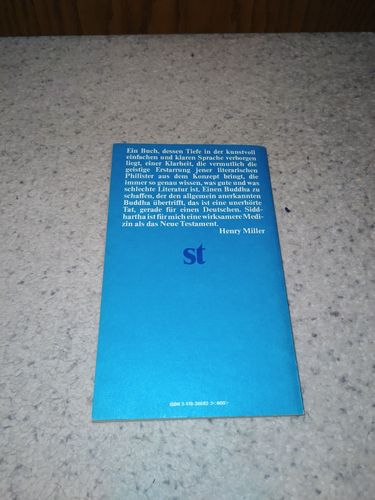 Ein Buch, dessen Tiefe in der kunstvoll
einfachen und klaren Sprache verborgen
liegt, einer Klarheit, die vermutlich die
geistige Erstarrung jener literarischen
Philister aus dem Konzept bringt, die
immer so genau wissen, was gute und was
schlechte Literatur ist. Einen Buddha zu
schaffen, der den allgemein anerkannten
Buddha übertrifft, das ist eine unerhörte
Tat, gerade für einen Deutschen. Sidd-
hartha ist für mich eine wirksamere Medi-
zin als das Neue Testament.
Henry Miller
st
ISBN